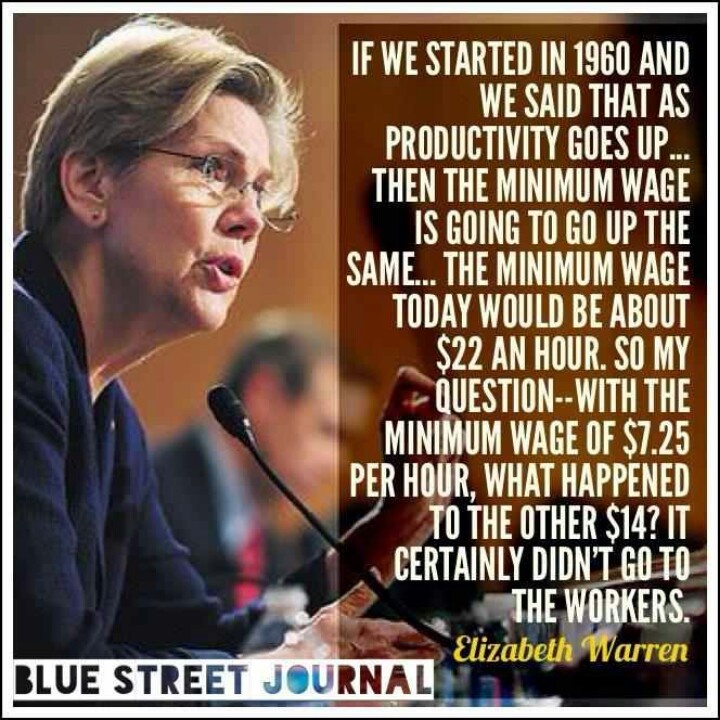 IF WE STARTED IN 1960 AND
WE SAID THAT AS
PRODUCTIVITY GOES UP...
THEN THE MINIMUM WAGE
IS GOING TO GO UP THE
SAME... THE MINIMUM WAGE
TODAY WOULD BE ABOUT
$22 AN HOUR. SO MY
QUESTION--WITH THE
MINIMUM WAGE OF $7.25
PER HOUR, WHAT HAPPENED
TO THE OTHER $14? IT
CERTAINLY DIDN'T GO TO
THE WORKERS.
Elizabeth Warren
BLUE STREET JOURNAL